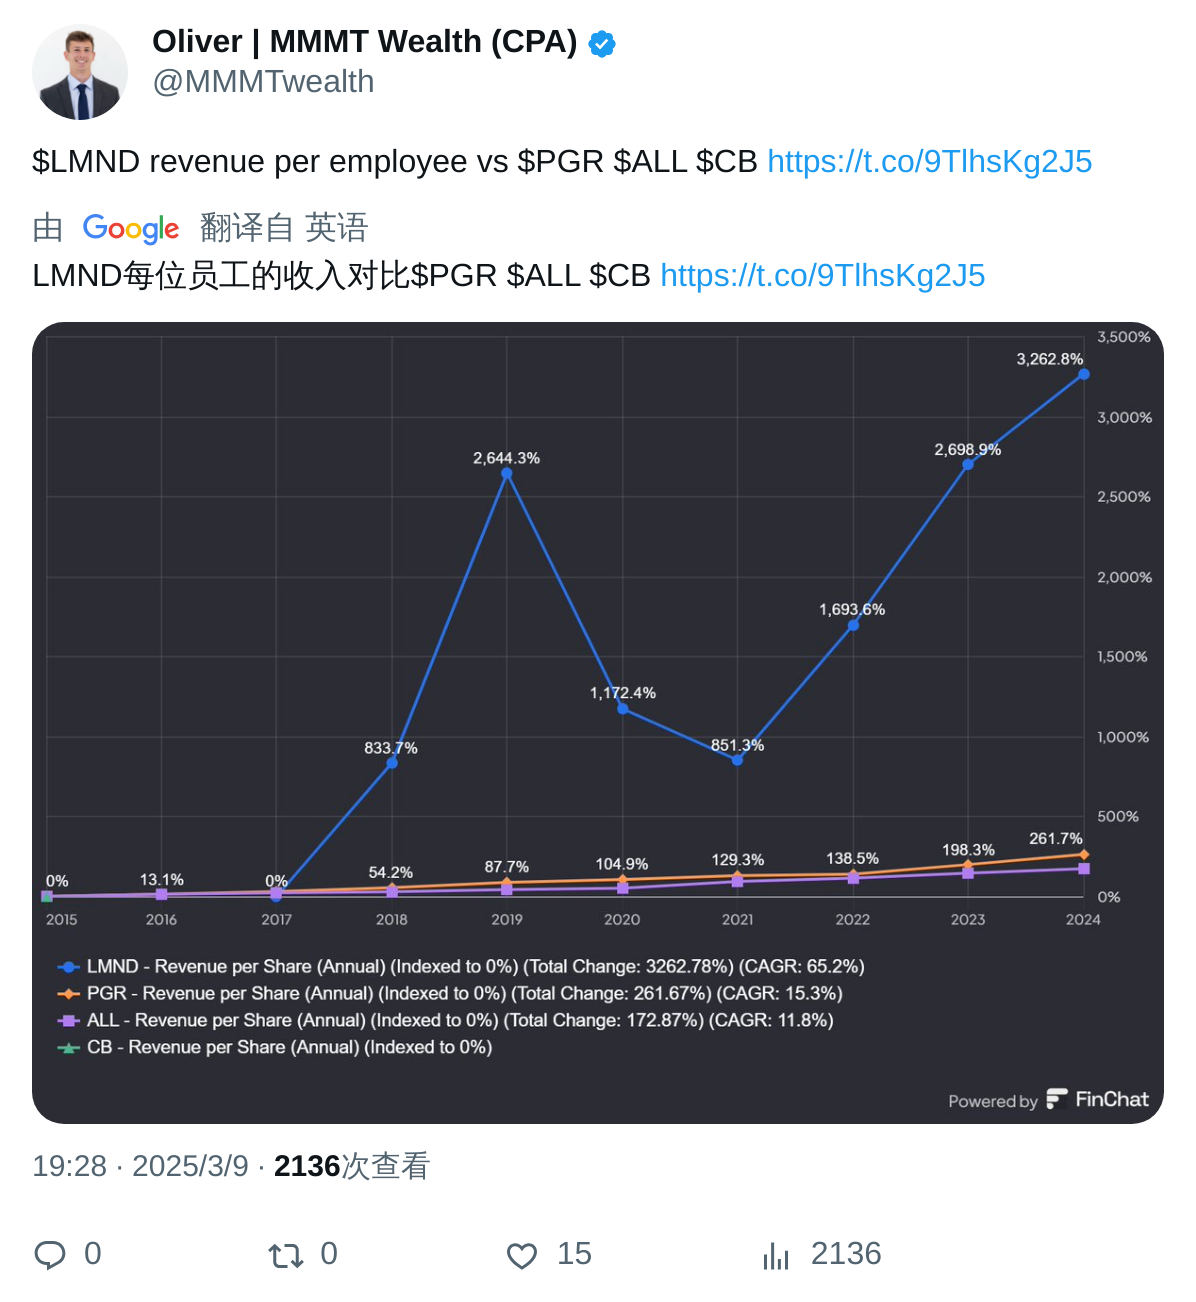 Oliver | MMMT Wealth (CPA)
@MMMTwealth
$LMND revenue per employee vs $PGR $ALL $CB https://t.co/9TlhsKg2J5
由 Google 翻译自 英语
LMND每位员工的收入对比$PGR $ALL $CB https://t.co/9TlhsKg2J5
3,500%
3,262.8%
3,000%
2,698.9%
2,644.3%
2,500%
2,000%
1,693.6%
1,500%
1,172.4%
1,000%
833.7%
851.3%
500%
0% 13.1% 0% 54.2% 87.7% 104.9% 129.3% 138.5% 198.3% 261.7%
0%
2015 2016 2017 2018 2019 2020 2021 2022 2023 2024
LMND - Revenue per Share (Annual) (Indexed to 0%) (Total Change: 3262.78%) (CAGR: 65.2%)
PGR - Revenue per Share (Annual) (Indexed to 0%) (Total Change: 261.67%) (CAGR: 15.3%)
ALL - Revenue per Share (Annual) (Indexed to 0%) (Total Change: 172.87%) (CAGR: 11.8%)
CB - Revenue per Share (Annual) (Indexed to 0%)
Powered by FinChat
19:28 · 2025/3/9 · 2136次查看
0 0 15 2136